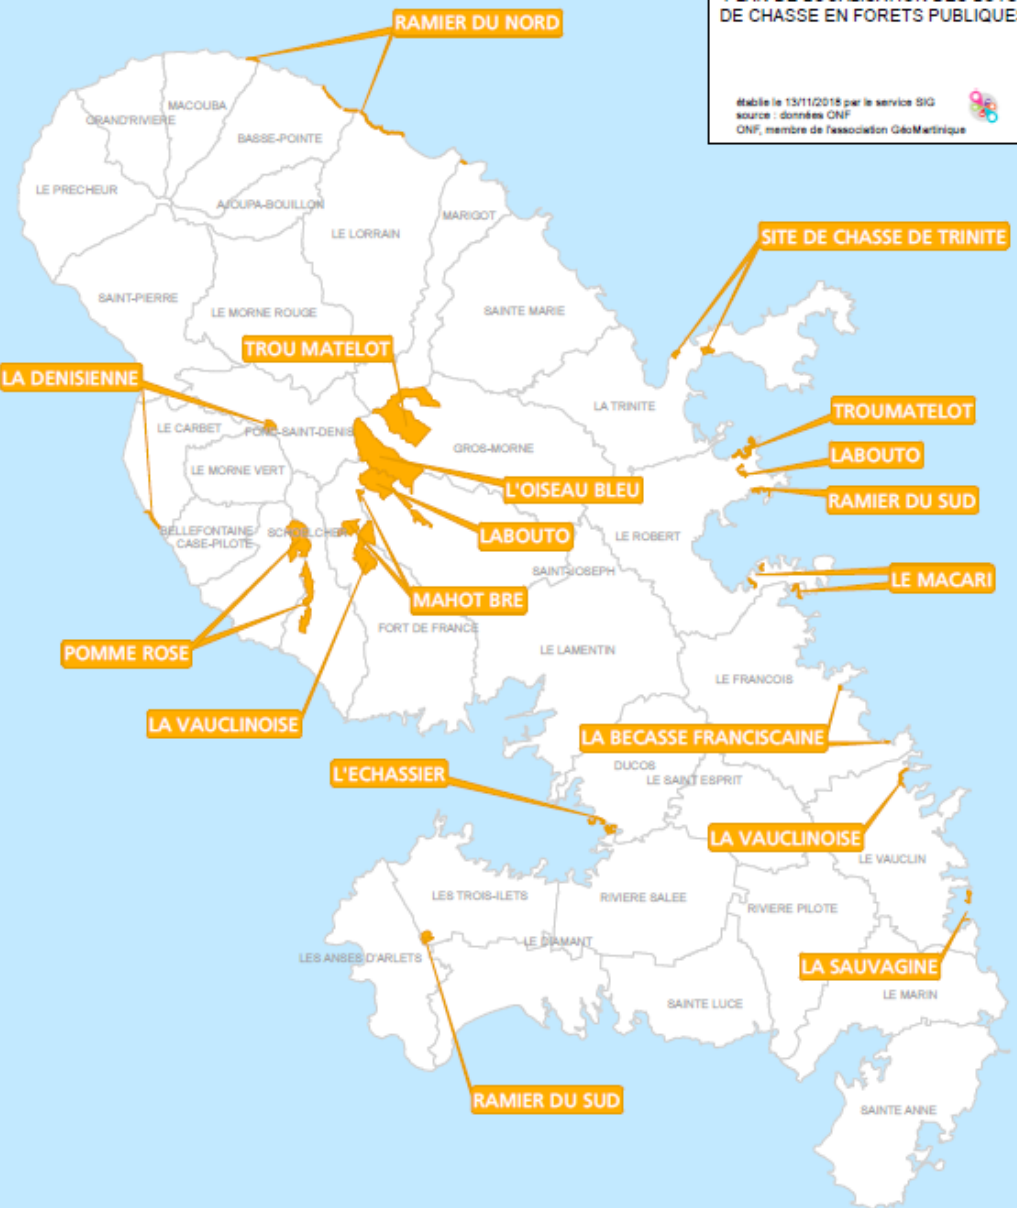 DE CHASSE EN FORETS PUBLIQUES
établie le 13/11/2018 par le service SIG
source : données ONF
ONF, membre de l'association GéoMartinique
RAMIER DU NORD
MACOUBA
GRAND'RIVIERE
BASSE-POINTE
LE PRECHEUR
AJOUPA-BOUILLON
MARIGOT
LE LORRAIN
SITE DE CHASSE DE TRINITE
SAINT-PIERRE
LE MORNE ROUGE
SAINTE MARIE
TROU MATELOT
LA DENISIENNE
LA TRINITE
TROUMATELOT
LE CARBET
FOND-SAINT-DENIS
GROS-MORNE
LABOUTO
LE MORNE VERT
L'OISEAU BLEU
RAMIER DU SUD
BELLEFONTAINE
SCHOELCHER
LABOUTO
LE ROBERT
CASE-PILOTE
SAINT-JOSEPH
LE MACARI
MAHOT BRE
FORT DE FRANCE
POMME ROSE
LE LAMENTIN
LE FRANCOIS
LA VAUCLINOISE
LA BECASSE FRANCISCAINE
L'ECHASSIER
DUCOS
LE SAINT ESPRIT
LA VAUCLINOISE
LE VAUCLIN
LES TROIS-ILETS
RIVIERE SALEE
RIVIERE PILOTE
LE DIAMANT
LES ANSES D'ARLETS
LA SAUVAGINE
LE MARIN
SAINTE LUCE
RAMIER DU SUD
SAINTE ANNE